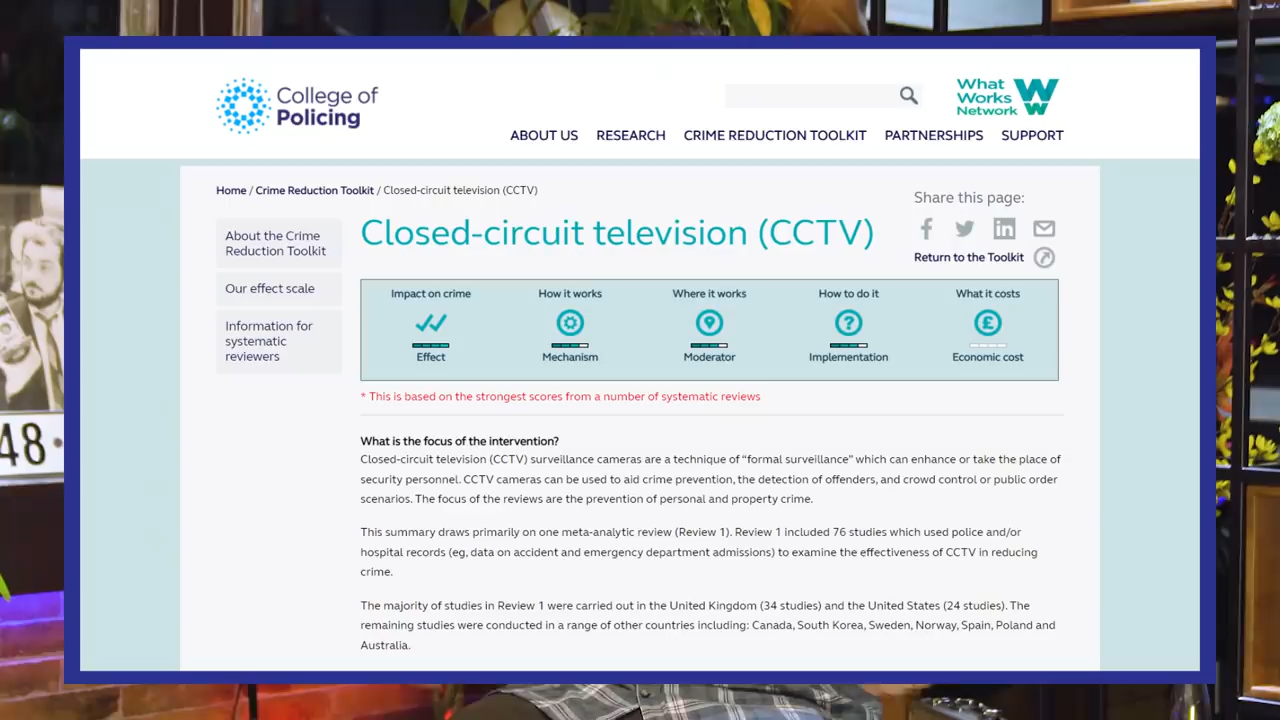 College of
Policing
What
Works
Network
ABOUT US RESEARCH CRIME REDUCTION TOOLKIT PARTNERSHIPS SUPPORT
Home / Crime Reduction Toolkit / Closed-circuit television (CCTV)
Share this page:
Return to the Toolkit
About the Crime
Reduction Toolkit
Our effect scale
Information for
systematic
reviewers
Closed-circuit television (CCTV)
Impact on crime How it works Where it works How to do it What it costs
Effect Mechanism Moderator Implementation Economic cost
* This is based on the strongest scores from a number of systematic reviews
What is the focus of the intervention?
Closed-circuit television (CCTV) surveillance cameras are a technique of “formal surveillance” which can enhance or take the place of
security personnel. CCTV cameras can be used to aid crime prevention, the detection of offenders, and crowd control or public order
scenarios. The focus of the reviews are the prevention of personal and property crime.
This summary draws primarily on one meta-analytic review (Review 1). Review 1 included 76 studies which used police and/or
hospital records (eg, data on accident and emergency department admissions) to examine the effectiveness of CCTV in reducing
crime.
The majority of studies in Review 1 were carried out in the United Kingdom (34 studies) and the United States (24 studies). The
remaining studies were conducted in a range of other countries including: Canada, South Korea, Sweden, Norway, Spain, Poland and
Australia.
48